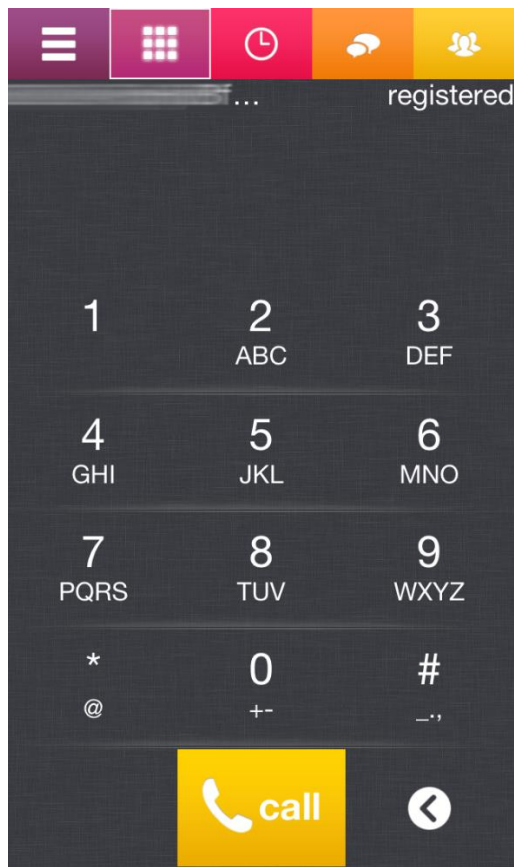 ... registered
1 2 3
ABC DEF
4 5 6
GHI JKL MNO
7 8 9
PQRS TUV WXYZ
* 0 #
@ +- _.,
call